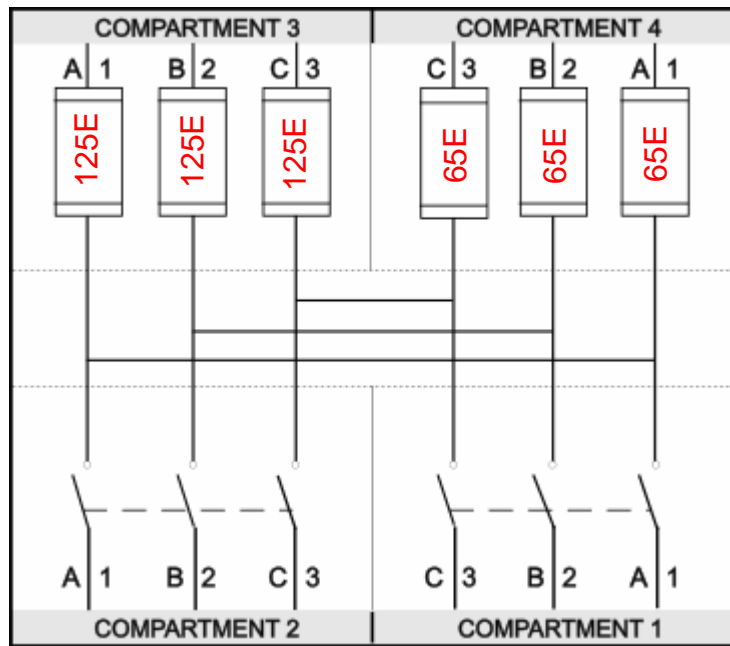 COMPARTMENT 3 COMPARTMENT 4
A 1 B 2 C 3 C 3 B 2 A 1
125E 125E 125E 65E 65E 65E
A 1 B 2 C 3 C 3 B 2 A 1
COMPARTMENT 2 COMPARTMENT 1